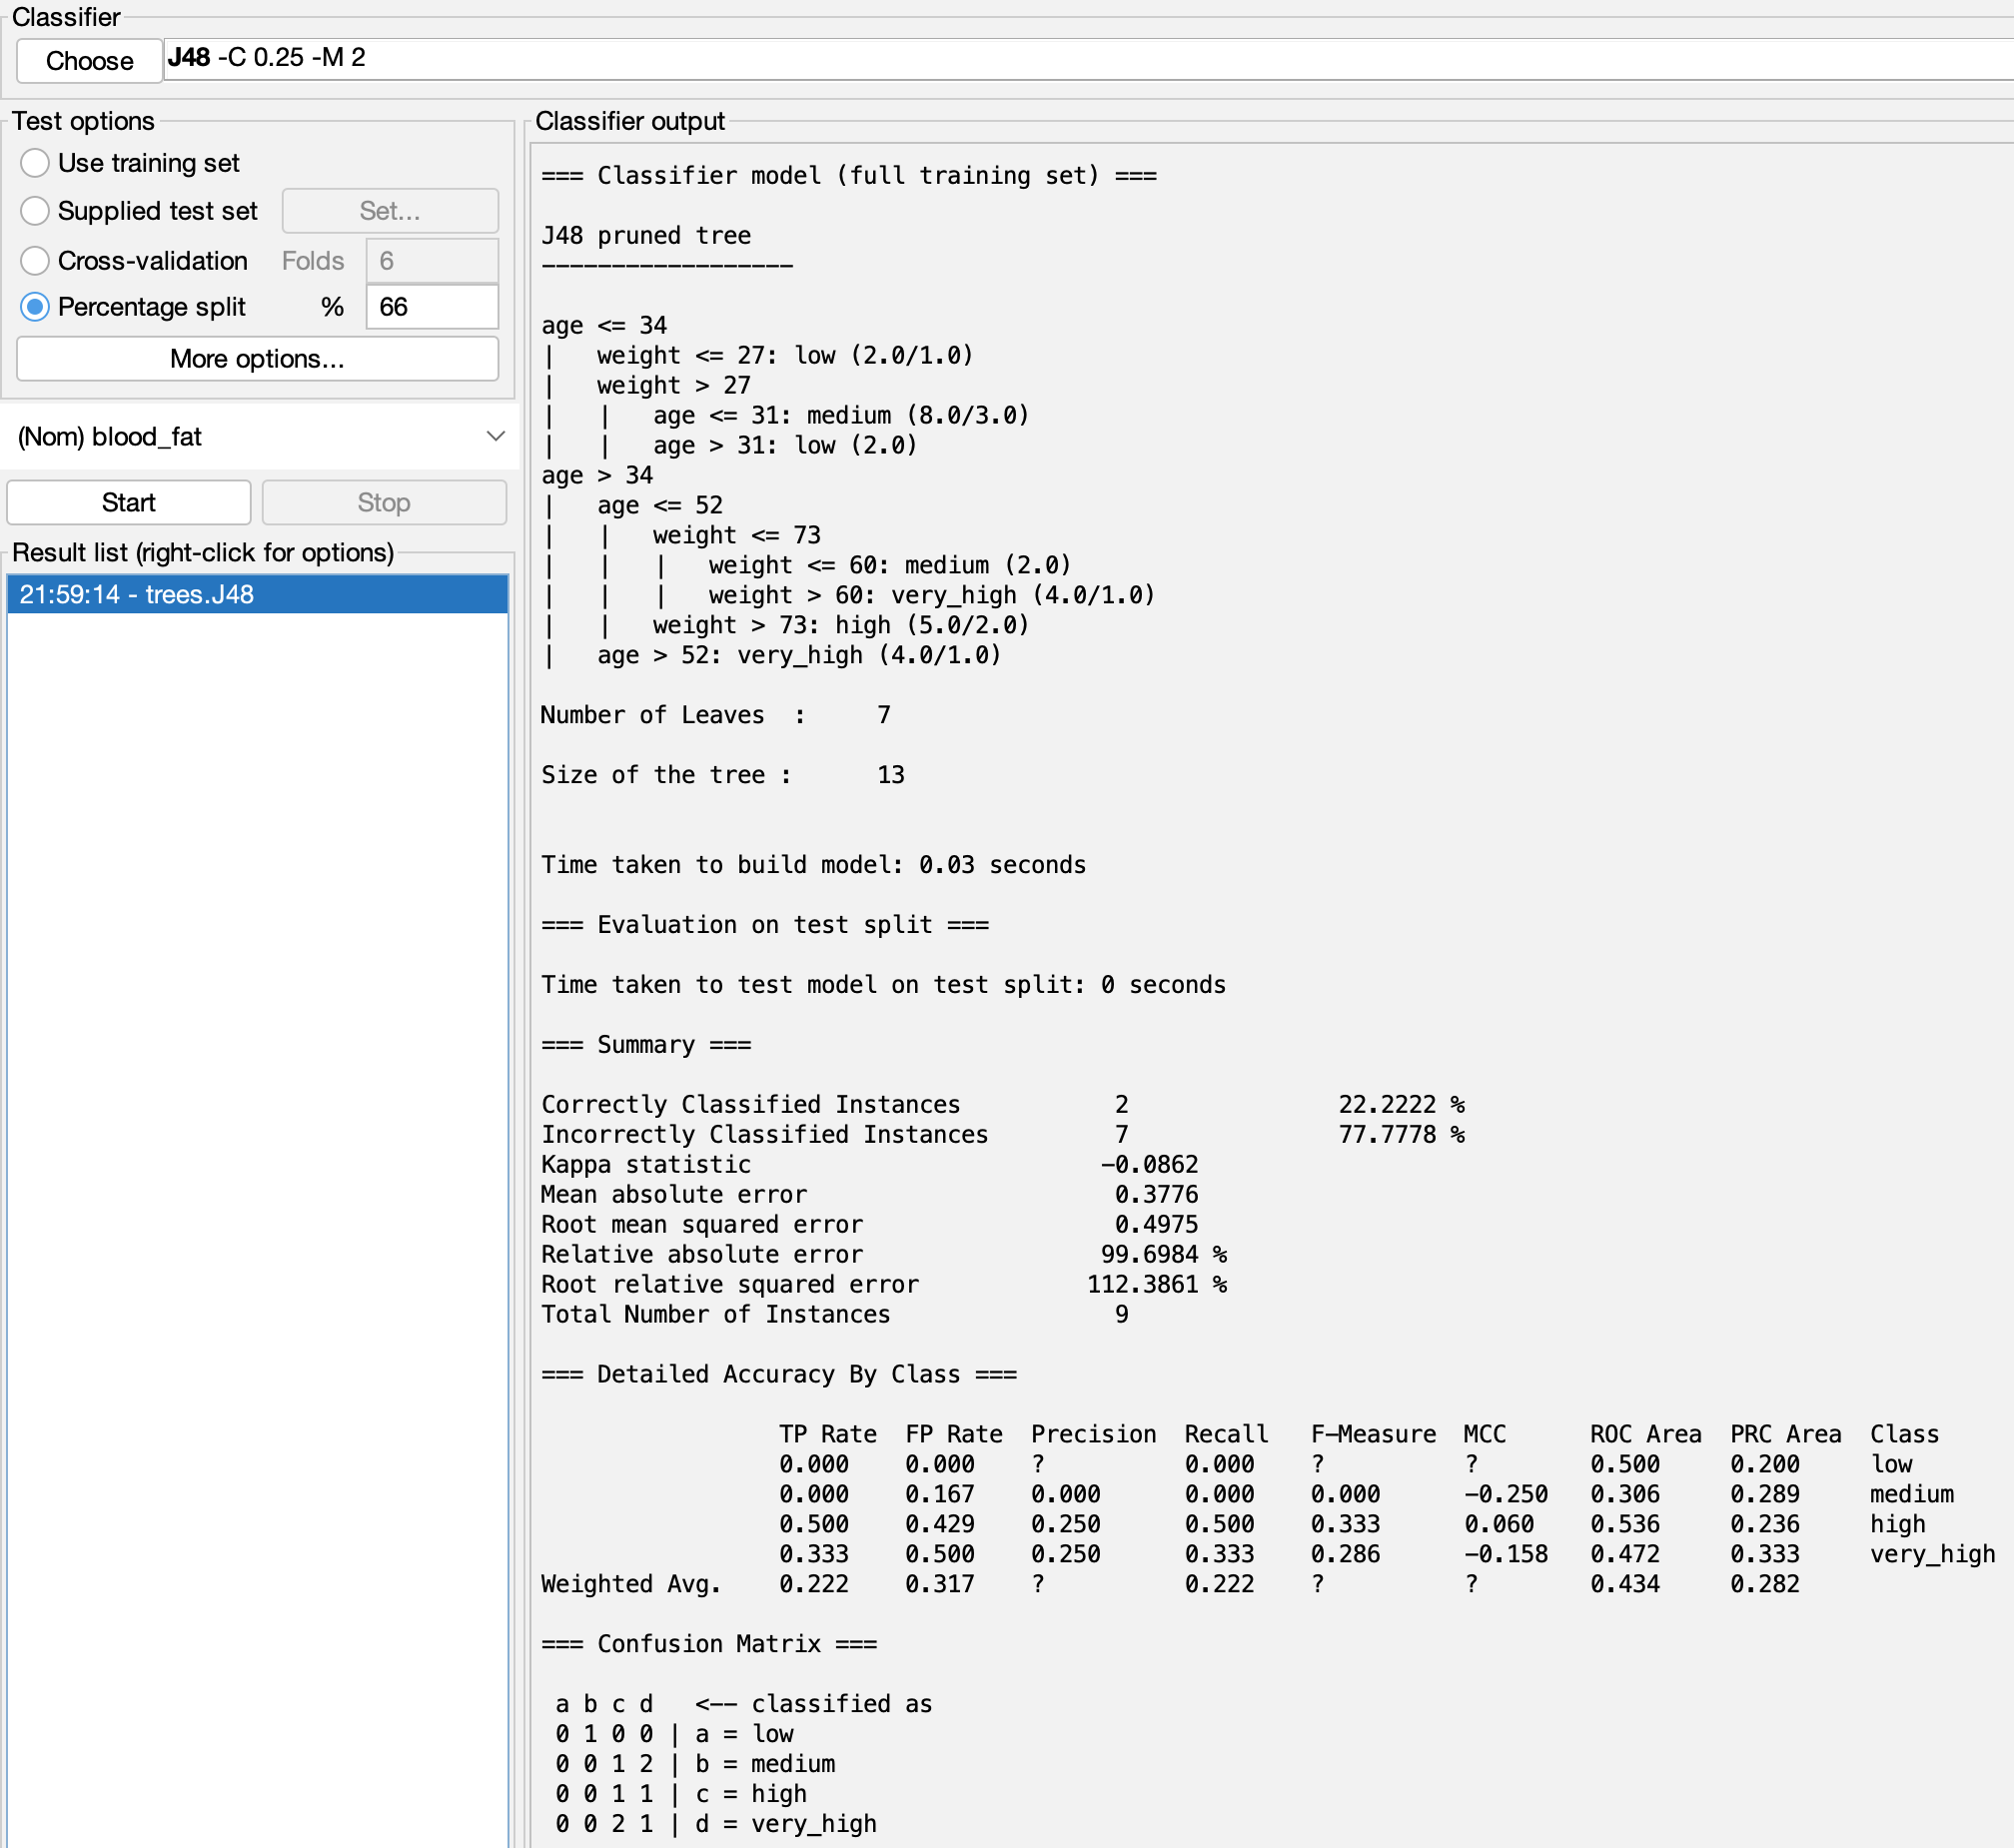 Classifier
Choose J48 -C 0.25 -M 2
Test options
Use training set
Supplied test set Set...
Cross-validation Folds 6
Percentage split % 66
More options...
(Nom) blood_fat
Start Stop
Result list (right-click for options)
21:59:14 - trees.J48
Classifier output
=== Classifier model (full training set) ===
J48 pruned tree
------------------
age <= 34
|   weight <= 27: low (2.0/1.0)
|   weight > 27
|   |   age <= 31: medium (8.0/3.0)
|   |   age > 31: low (2.0)
age > 34
|   age <= 52
|   |   weight <= 73
|   |   |   weight <= 60: medium (2.0)
|   |   |   weight > 60: very_high (4.0/1.0)
|   |   weight > 73: high (5.0/2.0)
|   age > 52: very_high (4.0/1.0)
Number of Leaves  :     7
Size of the tree :      13
Time taken to build model: 0.03 seconds
=== Evaluation on test split ===
Time taken to test model on test split: 0 seconds
=== Summary ===
Correctly Classified Instances           2               22.2222 %
Incorrectly Classified Instances         7               77.7778 %
Kappa statistic                         -0.0862
Mean absolute error                      0.3776
Root mean squared error                  0.4975
Relative absolute error                 99.6984 %
Root relative squared error            112.3861 %
Total Number of Instances                9
=== Detailed Accuracy By Class ===
                 TP Rate  FP Rate  Precision  Recall   F-Measure  MCC      ROC Area  PRC Area  Class
                 0.000    0.000    ?          0.000    ?          ?        0.500     0.200     low
                 0.000    0.167    0.000      0.000    0.000      -0.250   0.306     0.289     medium
                 0.500    0.429    0.250      0.500    0.333      0.060    0.536     0.236     high
                 0.333    0.500    0.250      0.333    0.286      -0.158   0.472     0.333     very_high
Weighted Avg.    0.222    0.317    ?          0.222    ?          ?        0.434     0.282
=== Confusion Matrix ===
 a b c d   <-- classified as
 0 1 0 0 | a = low
 0 0 1 2 | b = medium
 0 0 1 1 | c = high
 0 0 2 1 | d = very_high